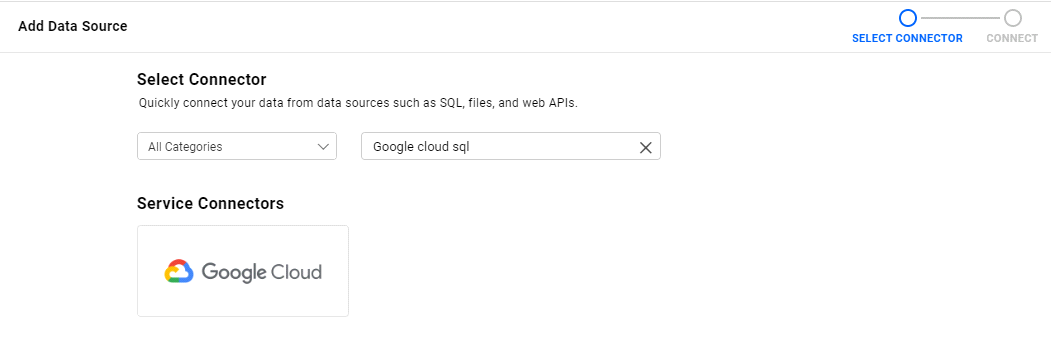 Add Data Source
SELECT CONNECTOR
CONNECT
Select Connector
Quickly connect your data from data sources such as SQL, files, and web APIs.
All Categories
Google cloud sql
Service Connectors
Google Cloud